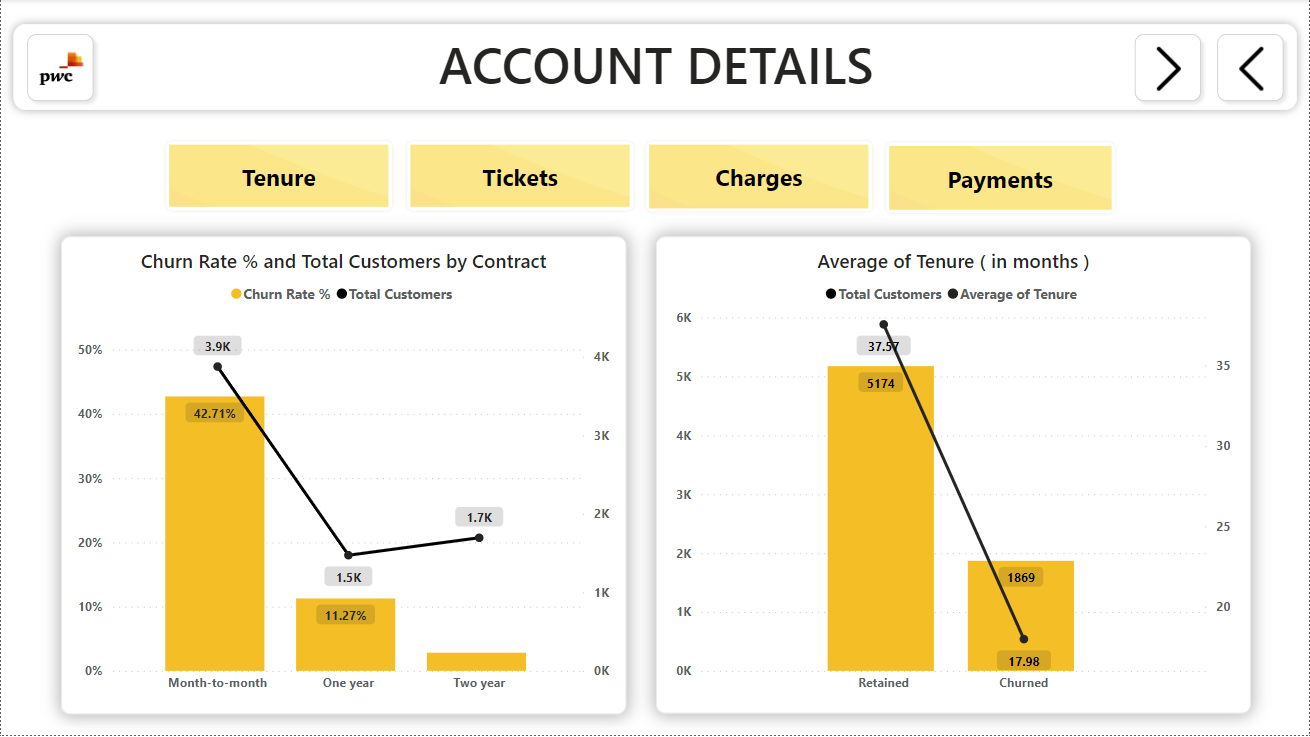 pwc
ACCOUNT DETAILS
Tenure
Tickets
Charges
Payments
Churn Rate % and Total Customers by Contract
Churn Rate % Total Customers
50%
40%
30%
20%
10%
0%
4K
3K
2K
1K
0K
3.9K
42.71%
1.5K
11.27%
1.7K
Month-to-month
One year
Two year
Average of Tenure ( in months )
Total Customers Average of Tenure
6K
5K
4K
3K
2K
1K
0K
35
30
25
20
37.57
5174
1869
17.98
Retained
Churned